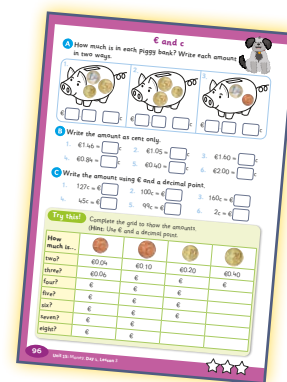 € and c
A How much is in each piggy bank? Write each amount
in two ways.
1. 2. 3.
€ c € c € c
B Write the amount as cent only.
1. €1.46 = c 2. €1.05 = c 3. €1.60 = c
4. €0.84 = c 5. €0.40 = c 6. €2.00 = c
C Write the amount using € and a decimal point.
1. 127c = € 2. 100c = € 3. 160c = €
4. 45c = € 5. 99c = € 6. 2c = €
Try this! Complete the grid to show the amounts.
(Hint: Use € and a decimal point.)
How
much is...
two? €0.04 €0.10 €0.20 €0.40
three? €0.06 € € €
four? € € €
five? € €
six? € €
seven? € €
eight? € €
96